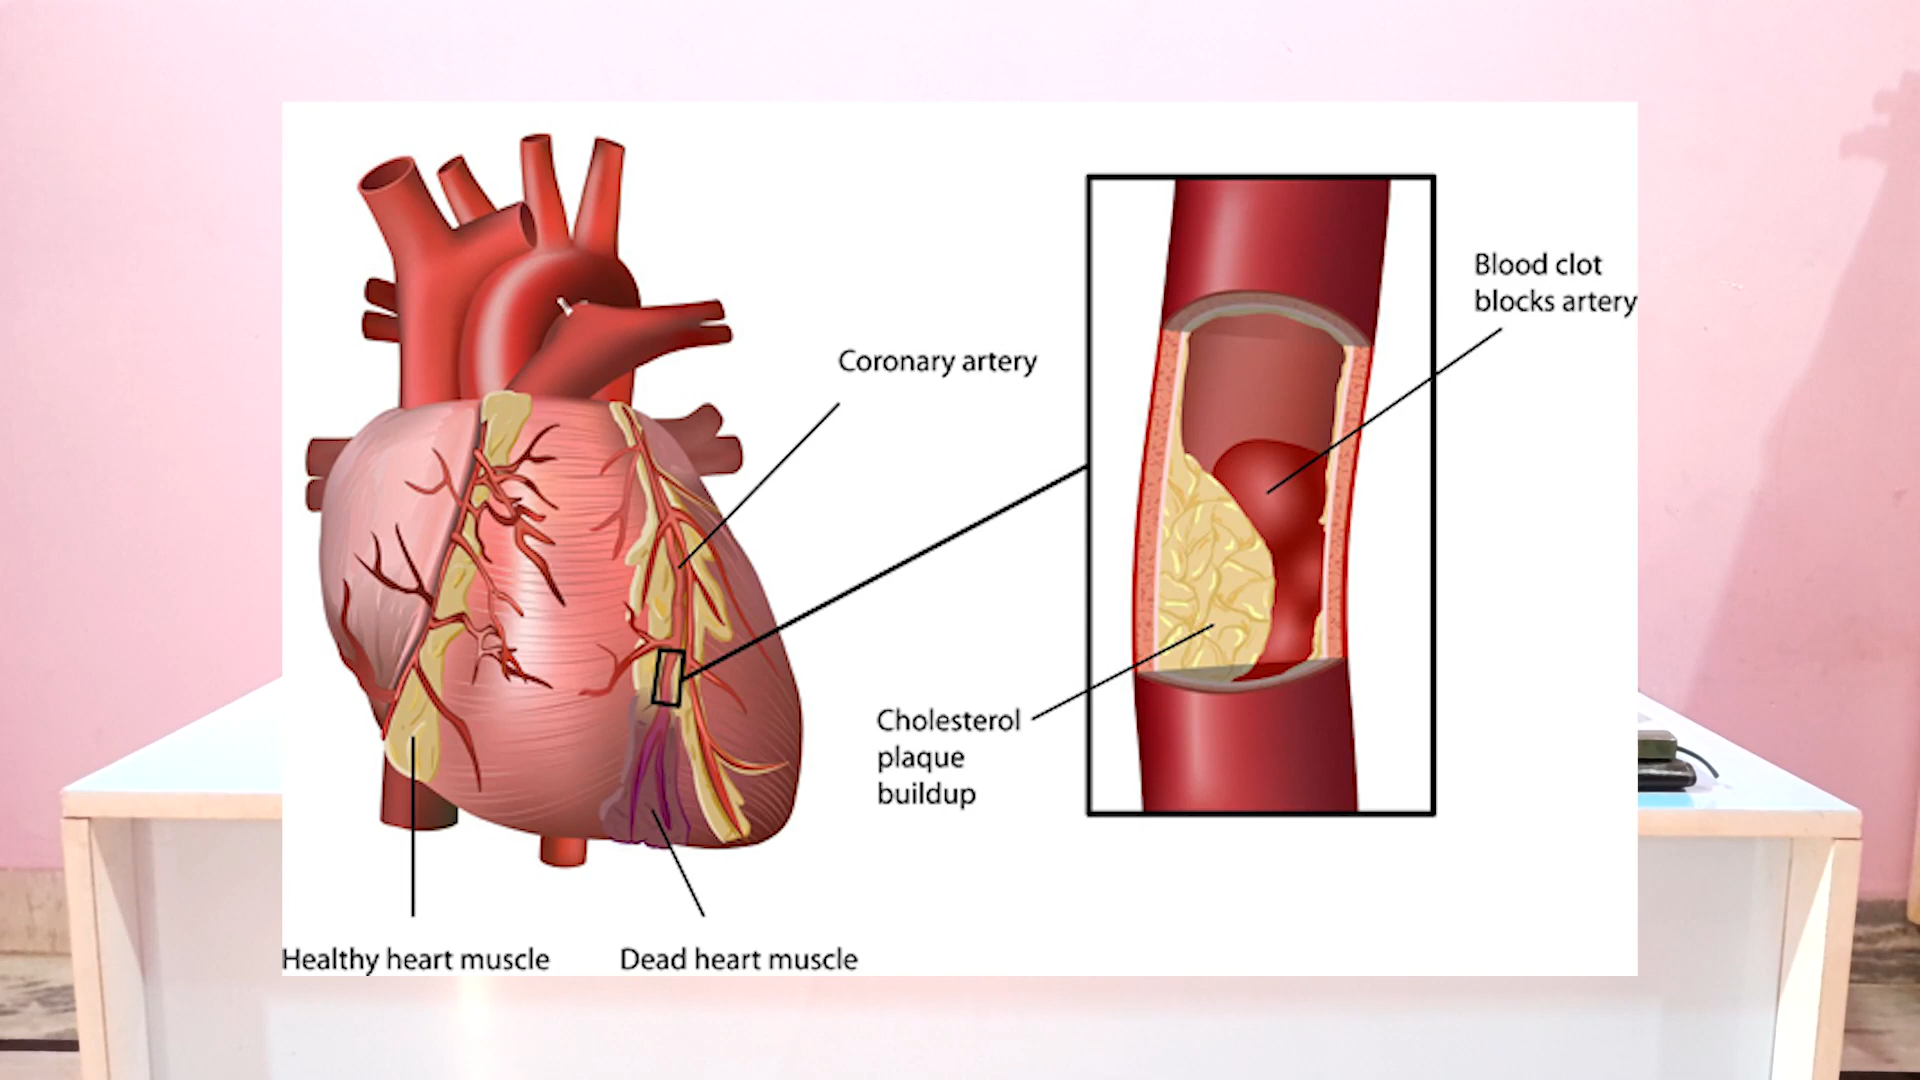 Blood clot
blocks artery
Coronary artery
Cholesterol
plaque
buildup
Healthy heart muscle
Dead heart muscle